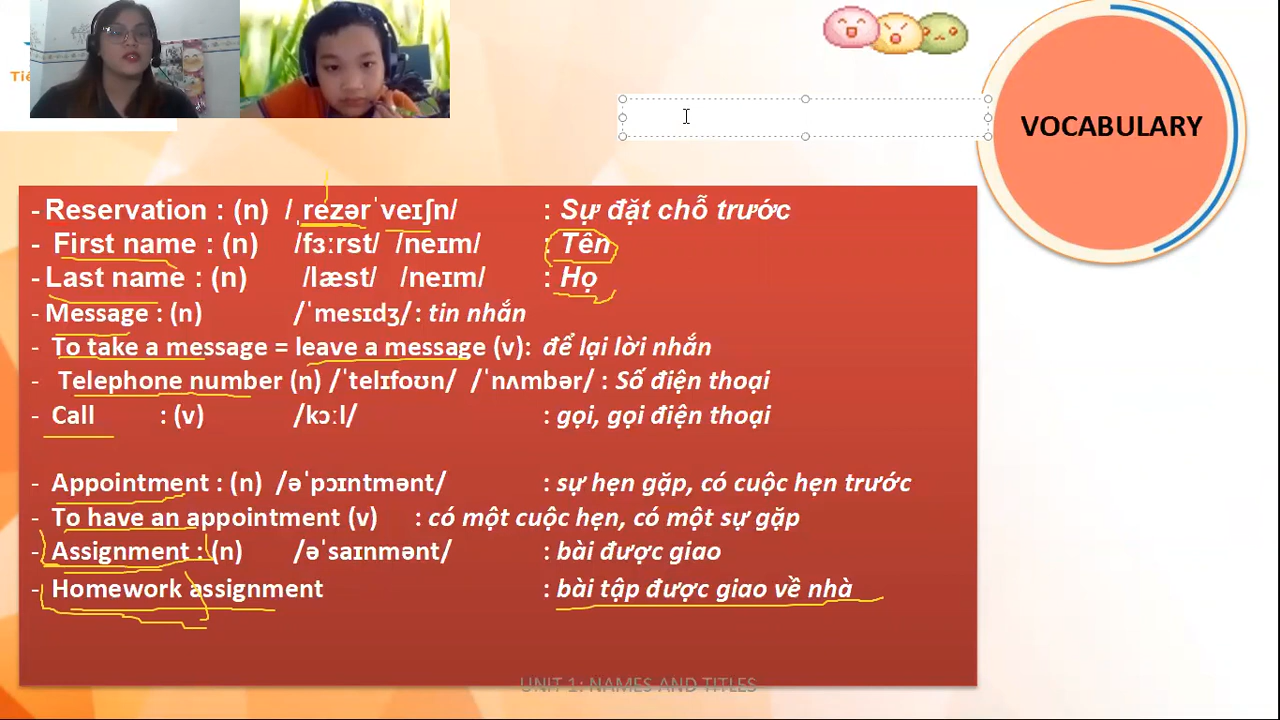 Tiế
VOCABULARY
- Reservation : (n) /ˌrezərˈveɪʃn/ : Sự đặt chỗ trước
- First name : (n) /fɜːrst/ /neɪm/ : Tên
- Last name : (n) /læst/ /neɪm/ : Họ
- Message : (n) /ˈmesɪdʒ/ : tin nhắn
- To take a message = leave a message (v): để lại lời nhắn
- Telephone number (n) /ˈtelɪfoʊn/ /ˈnʌmbər/ : Số điện thoại
- Call : (v) /kɔːl/ : gọi, gọi điện thoại
- Appointment : (n) /əˈpɔɪntmənt/ : sự hẹn gặp, có cuộc hẹn trước
- To have an appointment (v) : có một cuộc hẹn, có một sự gặp
- Assignment : (n) /əˈsaɪnmənt/ : bài được giao
- Homework assignment : bài tập được giao về nhà
UNIT 1: NAMES AND TITLES